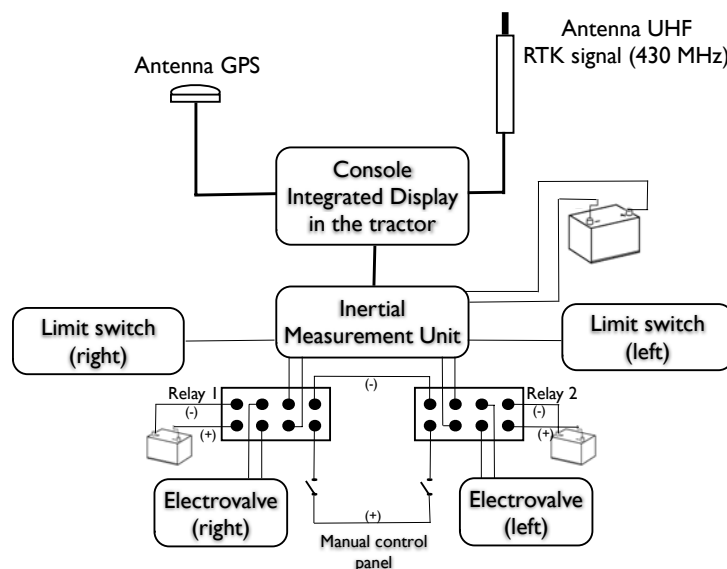 Antenna UHF
RTK signal (430 MHz)
Antenna GPS
Console
Integrated Display
in the tractor
Inertial
Measurement Unit
Limit switch
(right)
Limit switch
(left)
Relay 1
(-)
(+)
(-)
Relay 2
(-)
(+)
Electrovalve
(right)
Electrovalve
(left)
(+)
Manual control
panel